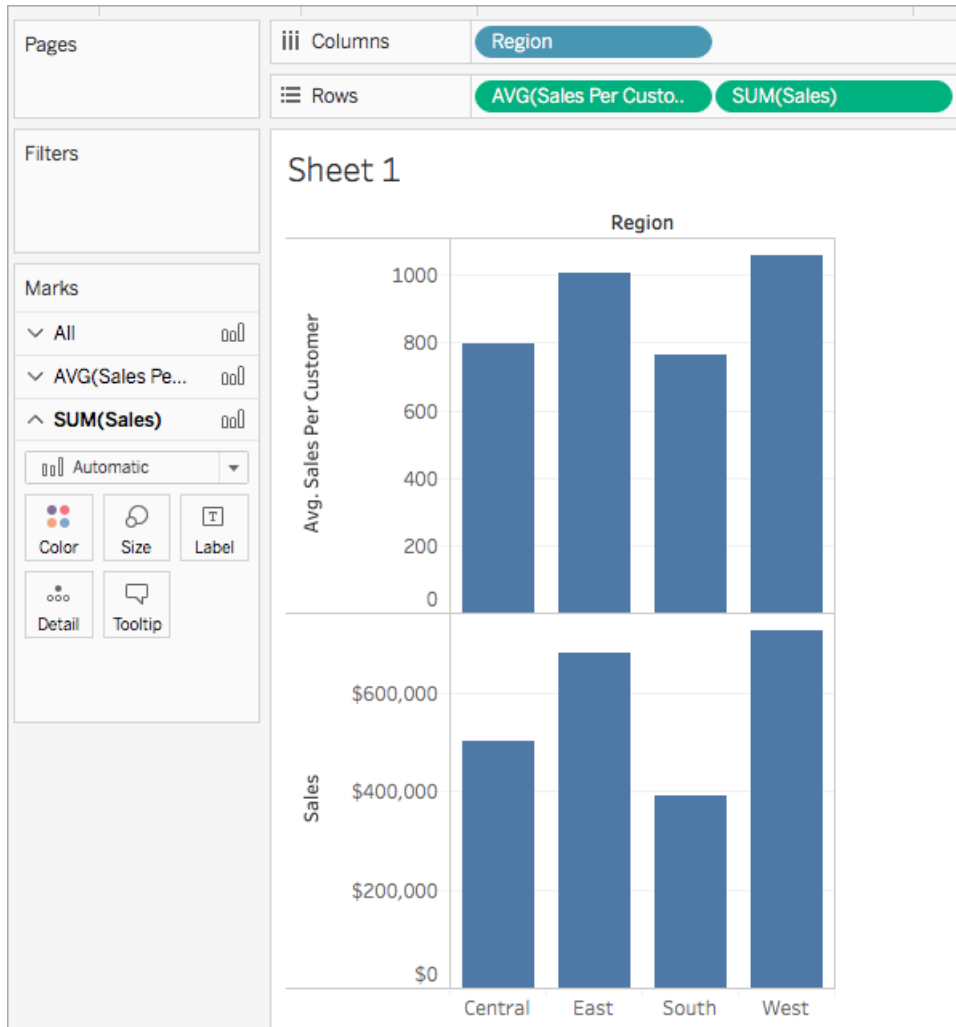 Pages
Columns
Region
Rows
AVG(Sales Per Custo..
SUM(Sales)
Filters
Marks
All
AVG(Sales Pe...
SUM(Sales)
Automatic
Color
Size
T
Label
Detail
Tooltip
Sheet 1
Region
Avg. Sales Per Customer
1000
800
600
400
200
0
Sales
$600,000
$400,000
$200,000
$0
Central
East
South
West